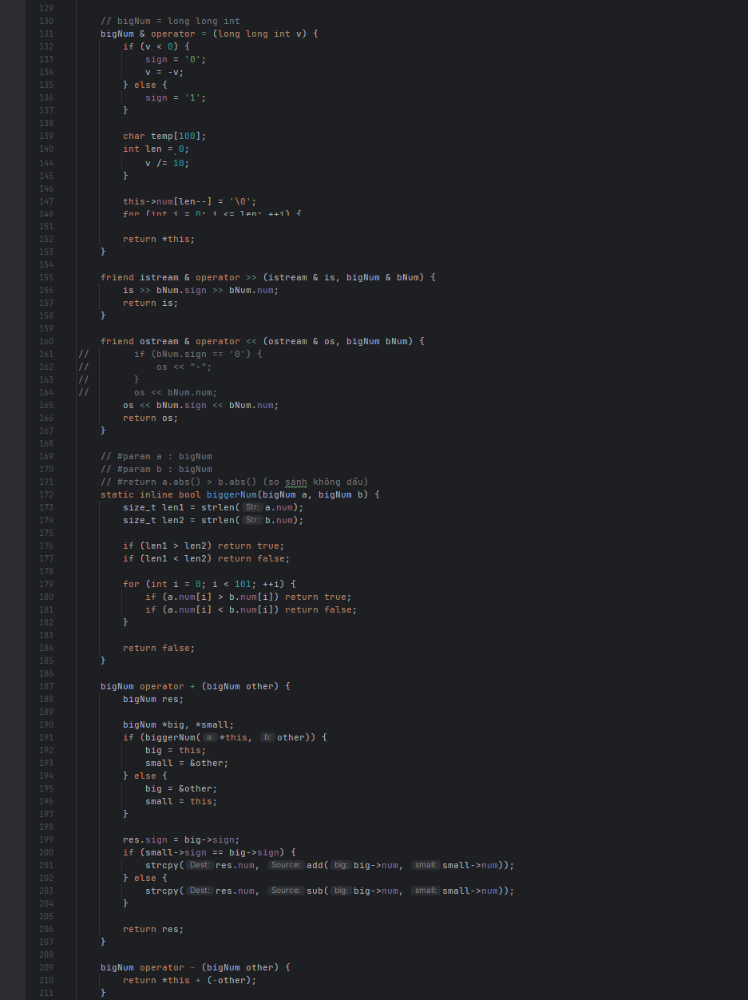 129
130 // bigNum = long long int
131 bigNum & operator = (long long int v) {
132 if (v < 0) {
133 sign = '0';
134 v = -v;
135 } else {
136 sign = '1';
137 }
138
139 char temp[100];
140 int len = 0;
144 v /= 10;
145 }
146
147 this->num[len--] = '\0';
148 for (int i = 0; i <= len; ++i) {
151
152 return *this;
153 }
154
155 friend istream & operator >> (istream & is, bigNum & bNum) {
156 is >> bNum.sign >> bNum.num;
157 return is;
158 }
159
160 friend ostream & operator << (ostream & os, bigNum bNum) {
161 // if (bNum.sign == '0') {
162 // os << "-";
163 // }
164 // os << bNum.num;
165 os << bNum.sign << bNum.num;
166 return os;
167 }
168
169 // #param a : bigNum
170 // #param b : bigNum
171 // #return a.abs() > b.abs() (so sánh không dấu)
172 static inline bool biggerNum(bigNum a, bigNum b) {
173 size_t len1 = strlen( Str: a.num);
174 size_t len2 = strlen( Str: b.num);
175
176 if (len1 > len2) return true;
177 if (len1 < len2) return false;
178
179 for (int i = 0; i < 101; ++i) {
180 if (a.num[i] > b.num[i]) return true;
181 if (a.num[i] < b.num[i]) return false;
182 }
183
184 return false;
185 }
186
187 bigNum operator + (bigNum other) {
188 bigNum res;
189
190 bigNum *big, *small;
191 if (biggerNum( a: *this, b: other)) {
192 big = this;
193 small = &other;
194 } else {
195 big = &other;
196 small = this;
197 }
198
199 res.sign = big->sign;
200 if (small->sign == big->sign) {
201 strcpy( Dest: res.num, Source: add( big: big->num, small: small->num));
202 } else {
203 strcpy( Dest: res.num, Source: sub( big: big->num, small: small->num));
204 }
205
206 return res;
207 }
208
209 bigNum operator - (bigNum other) {
210 return *this + (-other);
211 }